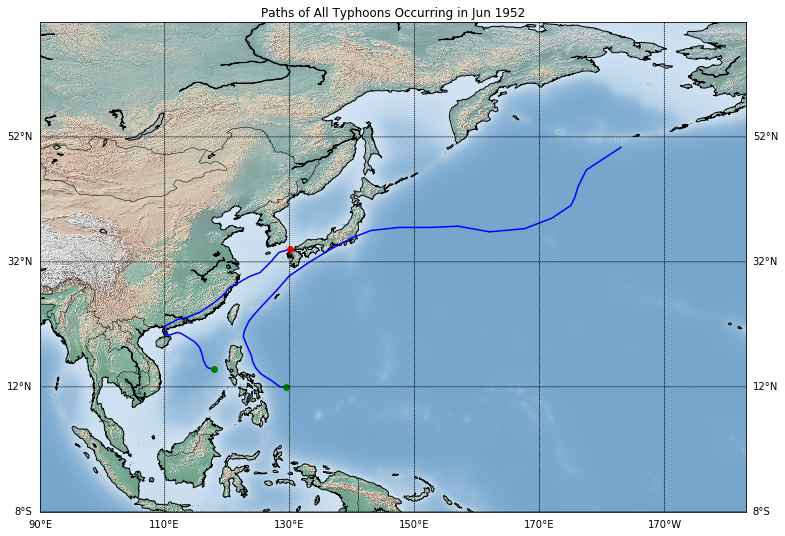 Paths of All Typhoons Occurring in Jun 1952
52°N 52°N
32°N 32°N
12°N 12°N
8°S 8°S
90°E 110°E 130°E 150°E 170°E 170°W